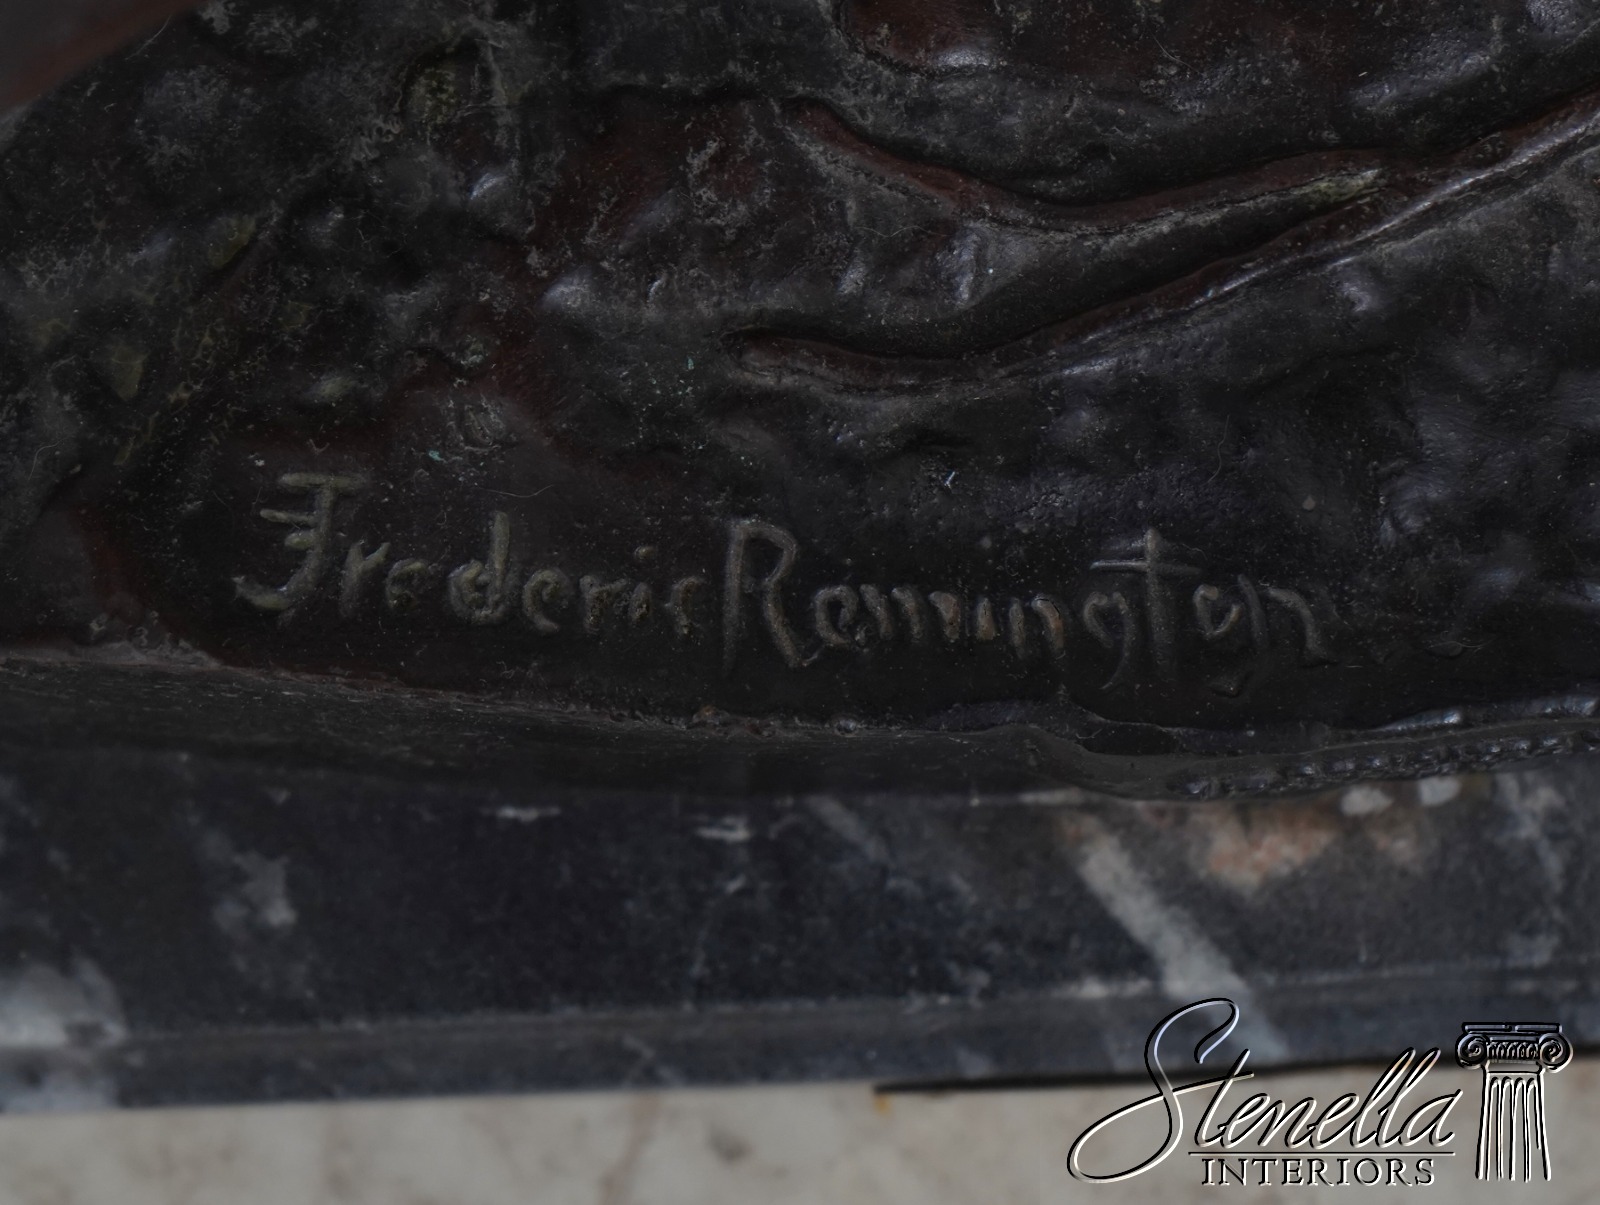 Frederic Remington
Stenella
INTERIORS